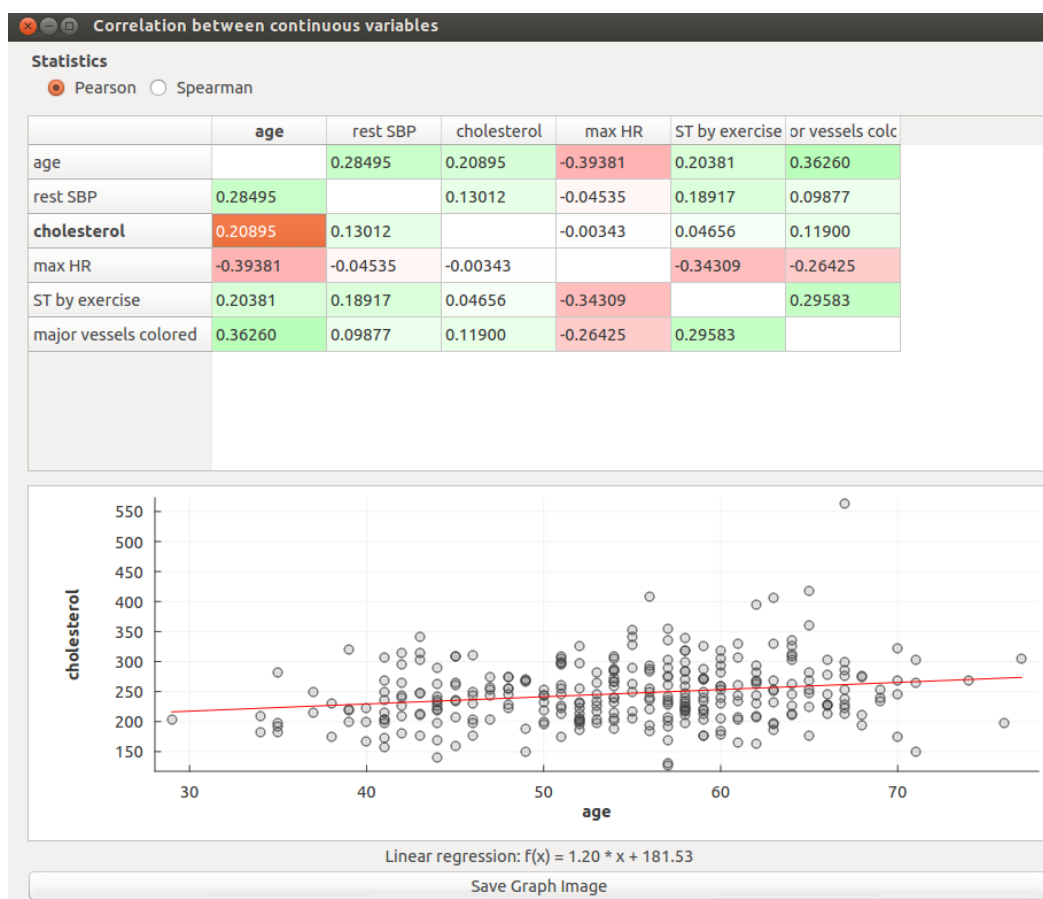 Correlation between continuous variables
Statistics
Pearson Spearman
age rest SBP cholesterol max HR ST by exercise or vessels colo
age 0.28495 0.20895 -0.39381 0.20381 0.36260
rest SBP 0.28495 0.13012 -0.04535 0.18917 0.09877
cholesterol 0.20895 0.13012 -0.00343 0.04656 0.11900
max HR -0.39381 -0.04535 -0.00343 -0.34309 -0.26425
ST by exercise 0.20381 0.18917 0.04656 -0.34309 0.29583
major vessels colored 0.36260 0.09877 0.11900 -0.26425 0.29583
550
500
450
400
350
300
250
200
150
cholesterol
30 40 50 60 70
age
Linear regression: f(x) = 1.20 * x + 181.53
Save Graph Image